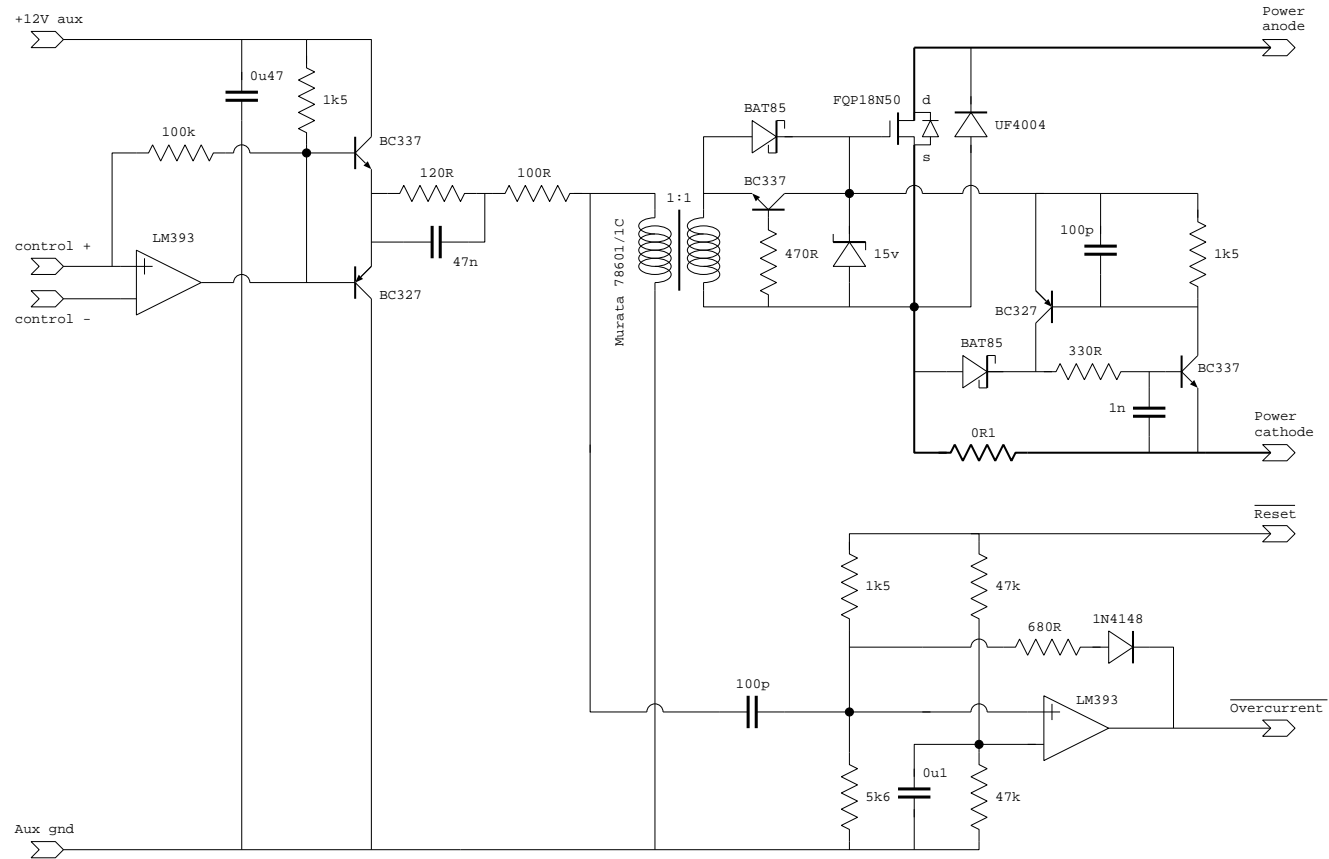 +12V aux
Power
anode
0u47
1k5
FQP18N50
d
BAT85
UF4004
100k
BC337
s
120R
100R
BC337
1:1
control +
LM393
47n
Murata 78601/1C
470R
15v
100p
1k5
control -
BC327
BC327
BAT85
330R
BC337
1n
Power
cathode
0R1
Reset
1k5
47k
680R
1N4148
100p
LM393
Overcurrent
0u1
5k6
47k
Aux gnd